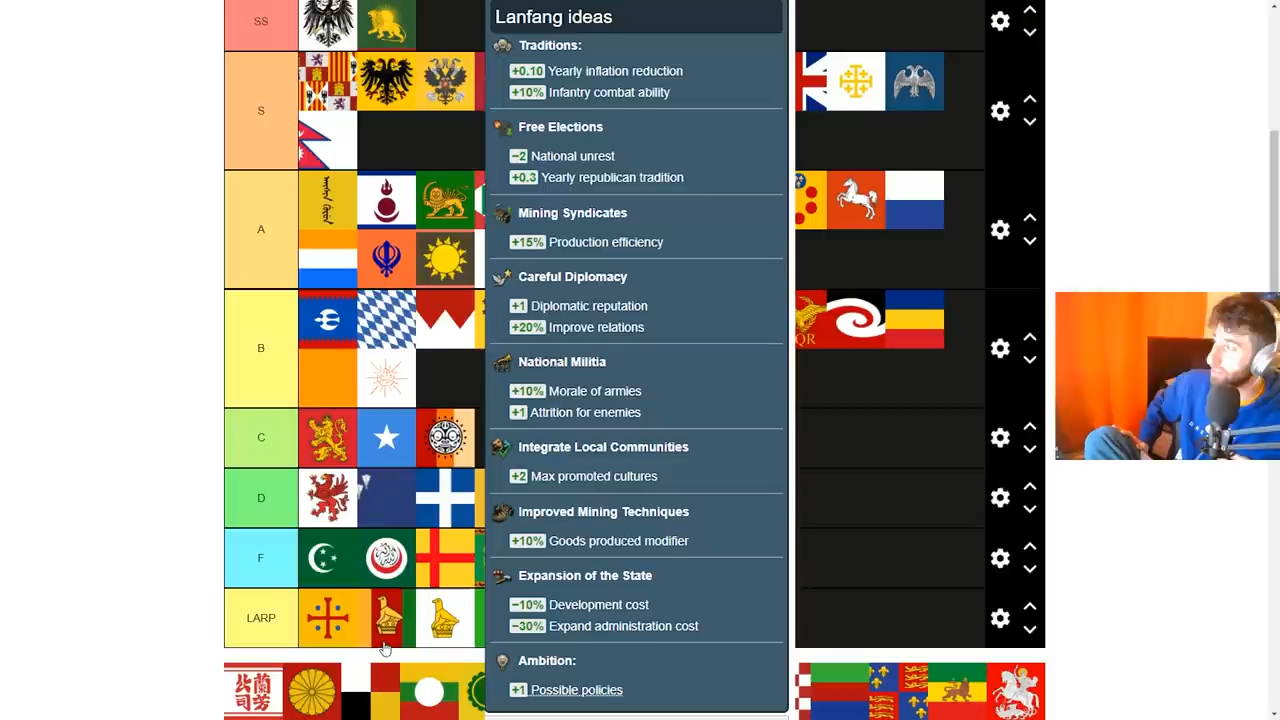 SS
S
A
B
C
D
F
LARP
Lanfang ideas
Traditions:
+0.10 Yearly inflation reduction
+10% Infantry combat ability
Free Elections
−2 National unrest
+0.3 Yearly republican tradition
Mining Syndicates
+15% Production efficiency
Careful Diplomacy
+1 Diplomatic reputation
+20% Improve relations
National Militia
+10% Morale of armies
+1 Attrition for enemies
Integrate Local Communities
+2 Max promoted cultures
Improved Mining Techniques
+10% Goods produced modifier
Expansion of the State
−10% Development cost
−30% Expand administration cost
Ambition:
+1 Possible policies
QR
蘭芳
公司